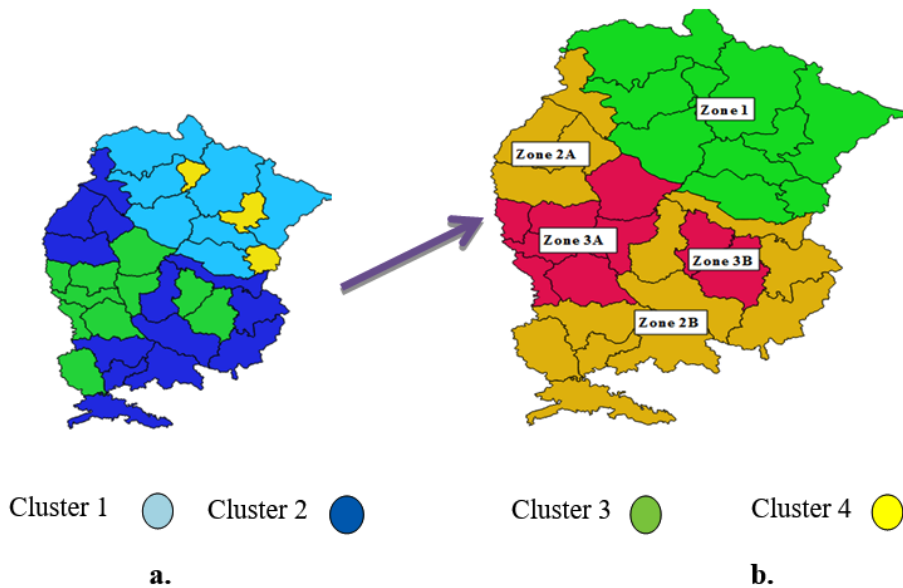 Zone 1
Zone 2A
Zone 3A
Zone 3B
Zone 2B
Cluster 1
Cluster 2
Cluster 3
Cluster 4
a.
b.